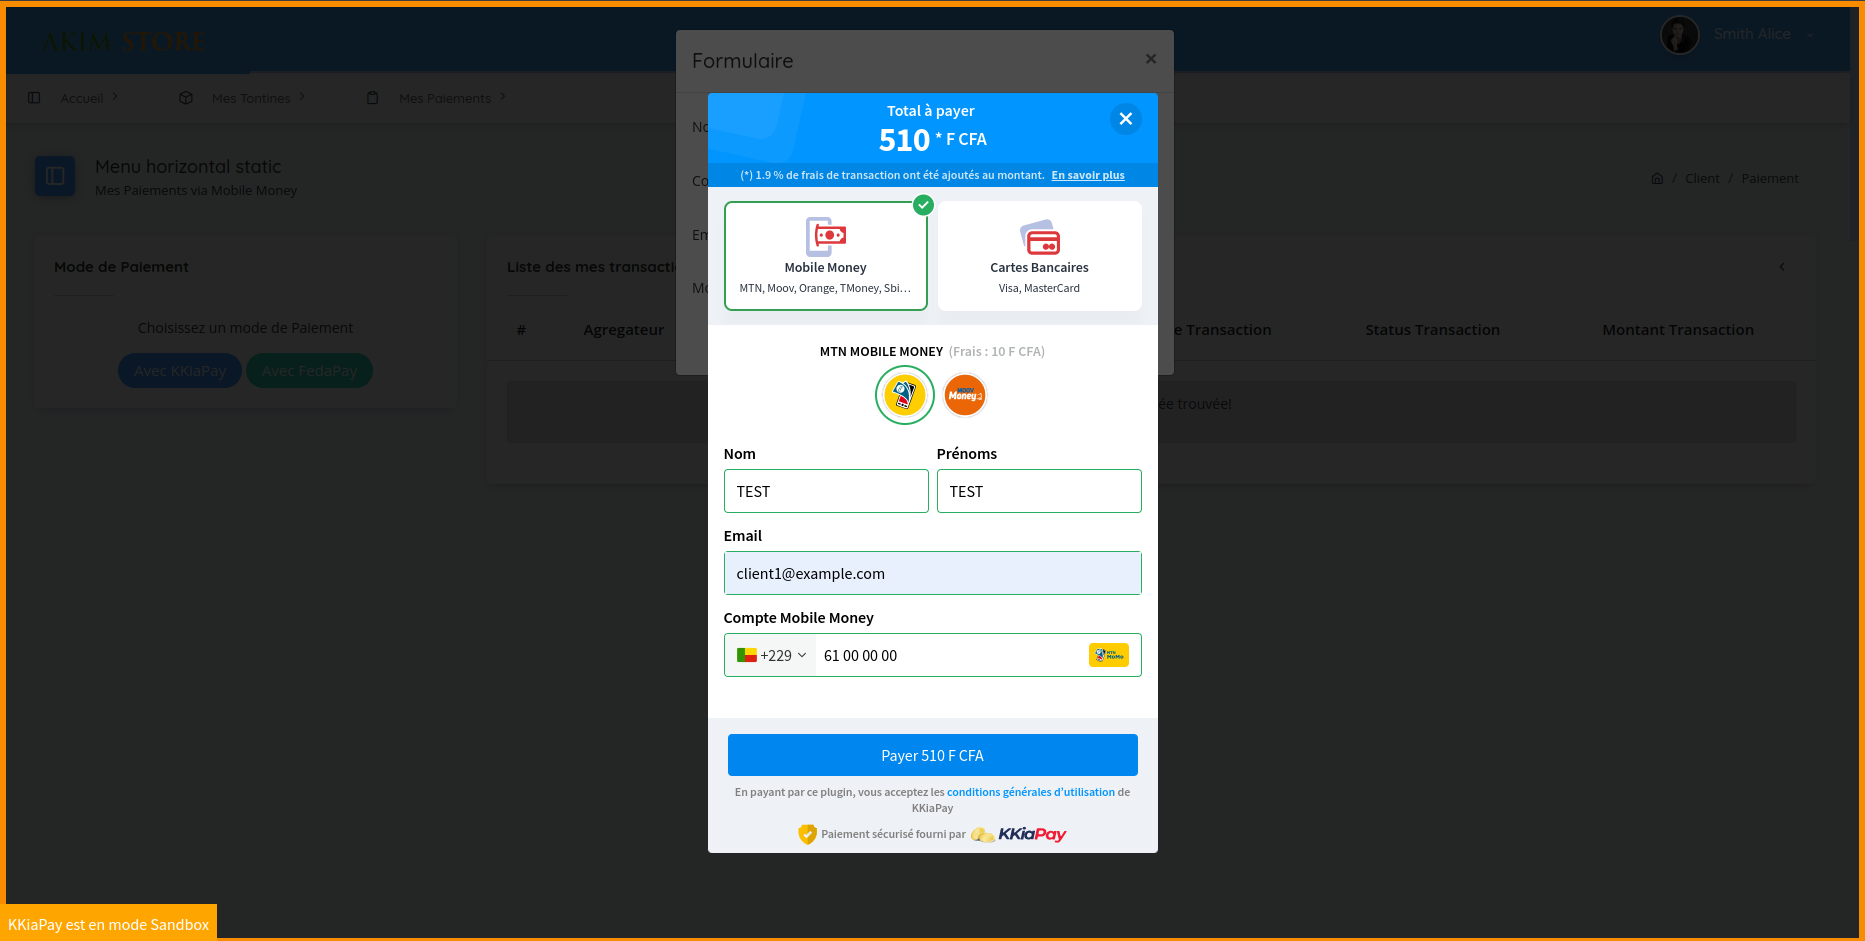 AKIM STORE
Smith Alice
Formulaire
×
Accueil
Mes Tontines
Mes Paiements
Menu horizontal static
Mes Paiements via Mobile Money
/ Client / Paiement
Mode de Paiement
Choisissez un mode de Paiement
Avec KKiaPay
Avec FedaPay
Liste des mes
# Agregateur
Transaction
Status Transaction
Montant Transaction
trouvée!
Total à payer
510 * F CFA
(*) 1.9 % de frais de transaction ont été ajoutés au montant. En savoir plus
Mobile Money
MTN, Moov, Orange, TMoney, Sbi...
Cartes Bancaires
Visa, MasterCard
MTN MOBILE MONEY (Frais : 10 F CFA)
MOOV
Money
Nom
Prénoms
TEST
TEST
Email
client1@example.com
Compte Mobile Money
+229
61 00 00 00
MTN
MoMo
Payer 510 F CFA
En payant par ce plugin, vous acceptez les conditions générales d'utilisation de
KKiaPay
Paiement sécurisé fourni par KKiaPay
KKiaPay est en mode Sandbox